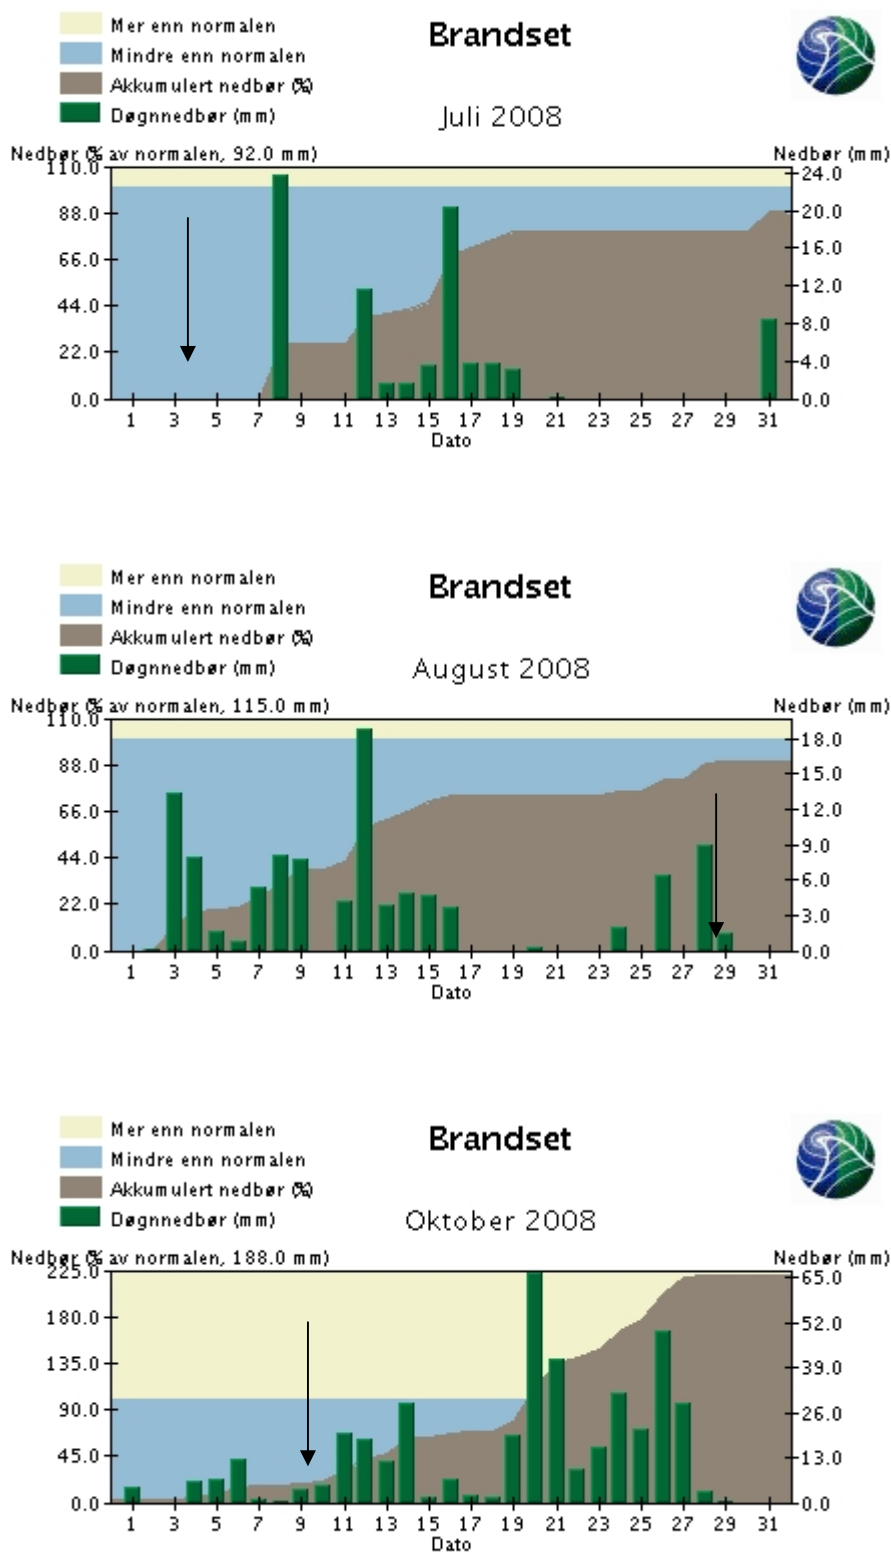 Mer enn normalen
Mindre enn normalen
Akkumulert nedbør (%)
Døgnnedbør (mm)
Brandset
Juli 2008
Nedbør (% av normalen, 92.0 mm)
Nedbør (mm)
110.0
88.0
66.0
44.0
22.0
0.0
24.0
20.0
16.0
12.0
8.0
4.0
0.0
1 3 5 7 9 11 13 15 17 19 21 23 25 27 29 31
Dato
Mer enn normalen
Mindre enn normalen
Akkumulert nedbør (%)
Døgnnedbør (mm)
Brandset
August 2008
Nedbør (% av normalen, 115.0 mm)
Nedbør (mm)
110.0
88.0
66.0
44.0
22.0
0.0
18.0
15.0
12.0
9.0
6.0
3.0
0.0
1 3 5 7 9 11 13 15 17 19 21 23 25 27 29 31
Dato
Mer enn normalen
Mindre enn normalen
Akkumulert nedbør (%)
Døgnnedbør (mm)
Brandset
Oktober 2008
Nedbør (% av normalen, 188.0 mm)
Nedbør (mm)
225.0
180.0
135.0
90.0
45.0
0.0
65.0
52.0
39.0
26.0
13.0
0.0
1 3 5 7 9 11 13 15 17 19 21 23 25 27 29 31
Dato